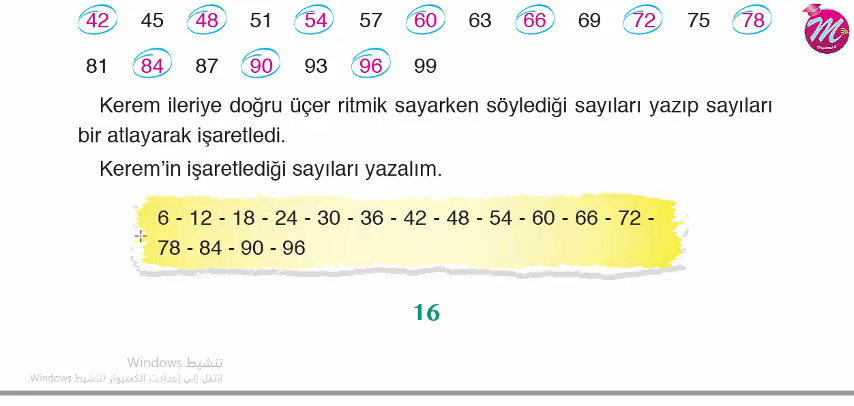 42 45 48 51 54 57 60 63 66 69 72 75 78
81 84 87 90 93 96 99
Kerem ileriye doğru üçer ritmik sayarken söylediği sayıları yazıp sayıları
bir atlayarak işaretledi.
Kerem’in işaretlediği sayıları yazalım.
6 - 12 - 18 - 24 - 30 - 36 - 42 - 48 - 54 - 60 - 66 - 72 -
78 - 84 - 90 - 96
16
تنشيط Windows
انتقل إلى إعدادات الكمبيوتر لتنشيط Windows.